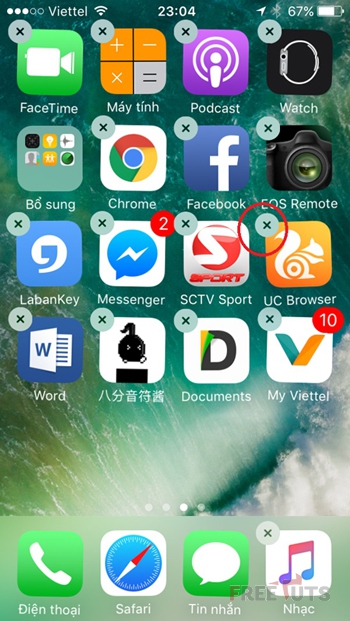 Viettel 23:04 67%
FaceTime Máy tính Podcast Watch
Bổ sung Chrome Facebook EOS Remote
2
SPORT
LabanKey Messenger SCTV Sport UC Browser
10
W D
Word 八分音符酱 Documents My Viettel
Điện thoại Safari Tin nhắn Nhạc
FREETUTS